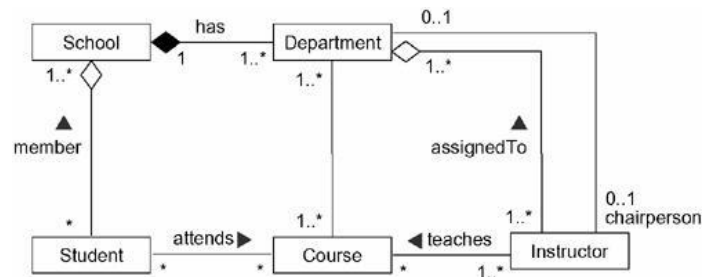 has
0..1
School
Department
1
1..*
1..*
1..*
1..*
member
assignedTo
0..1
chairperson
*
1..*
1..*
attends
teaches
Student
Course
Instructor
*
*
*
1..*